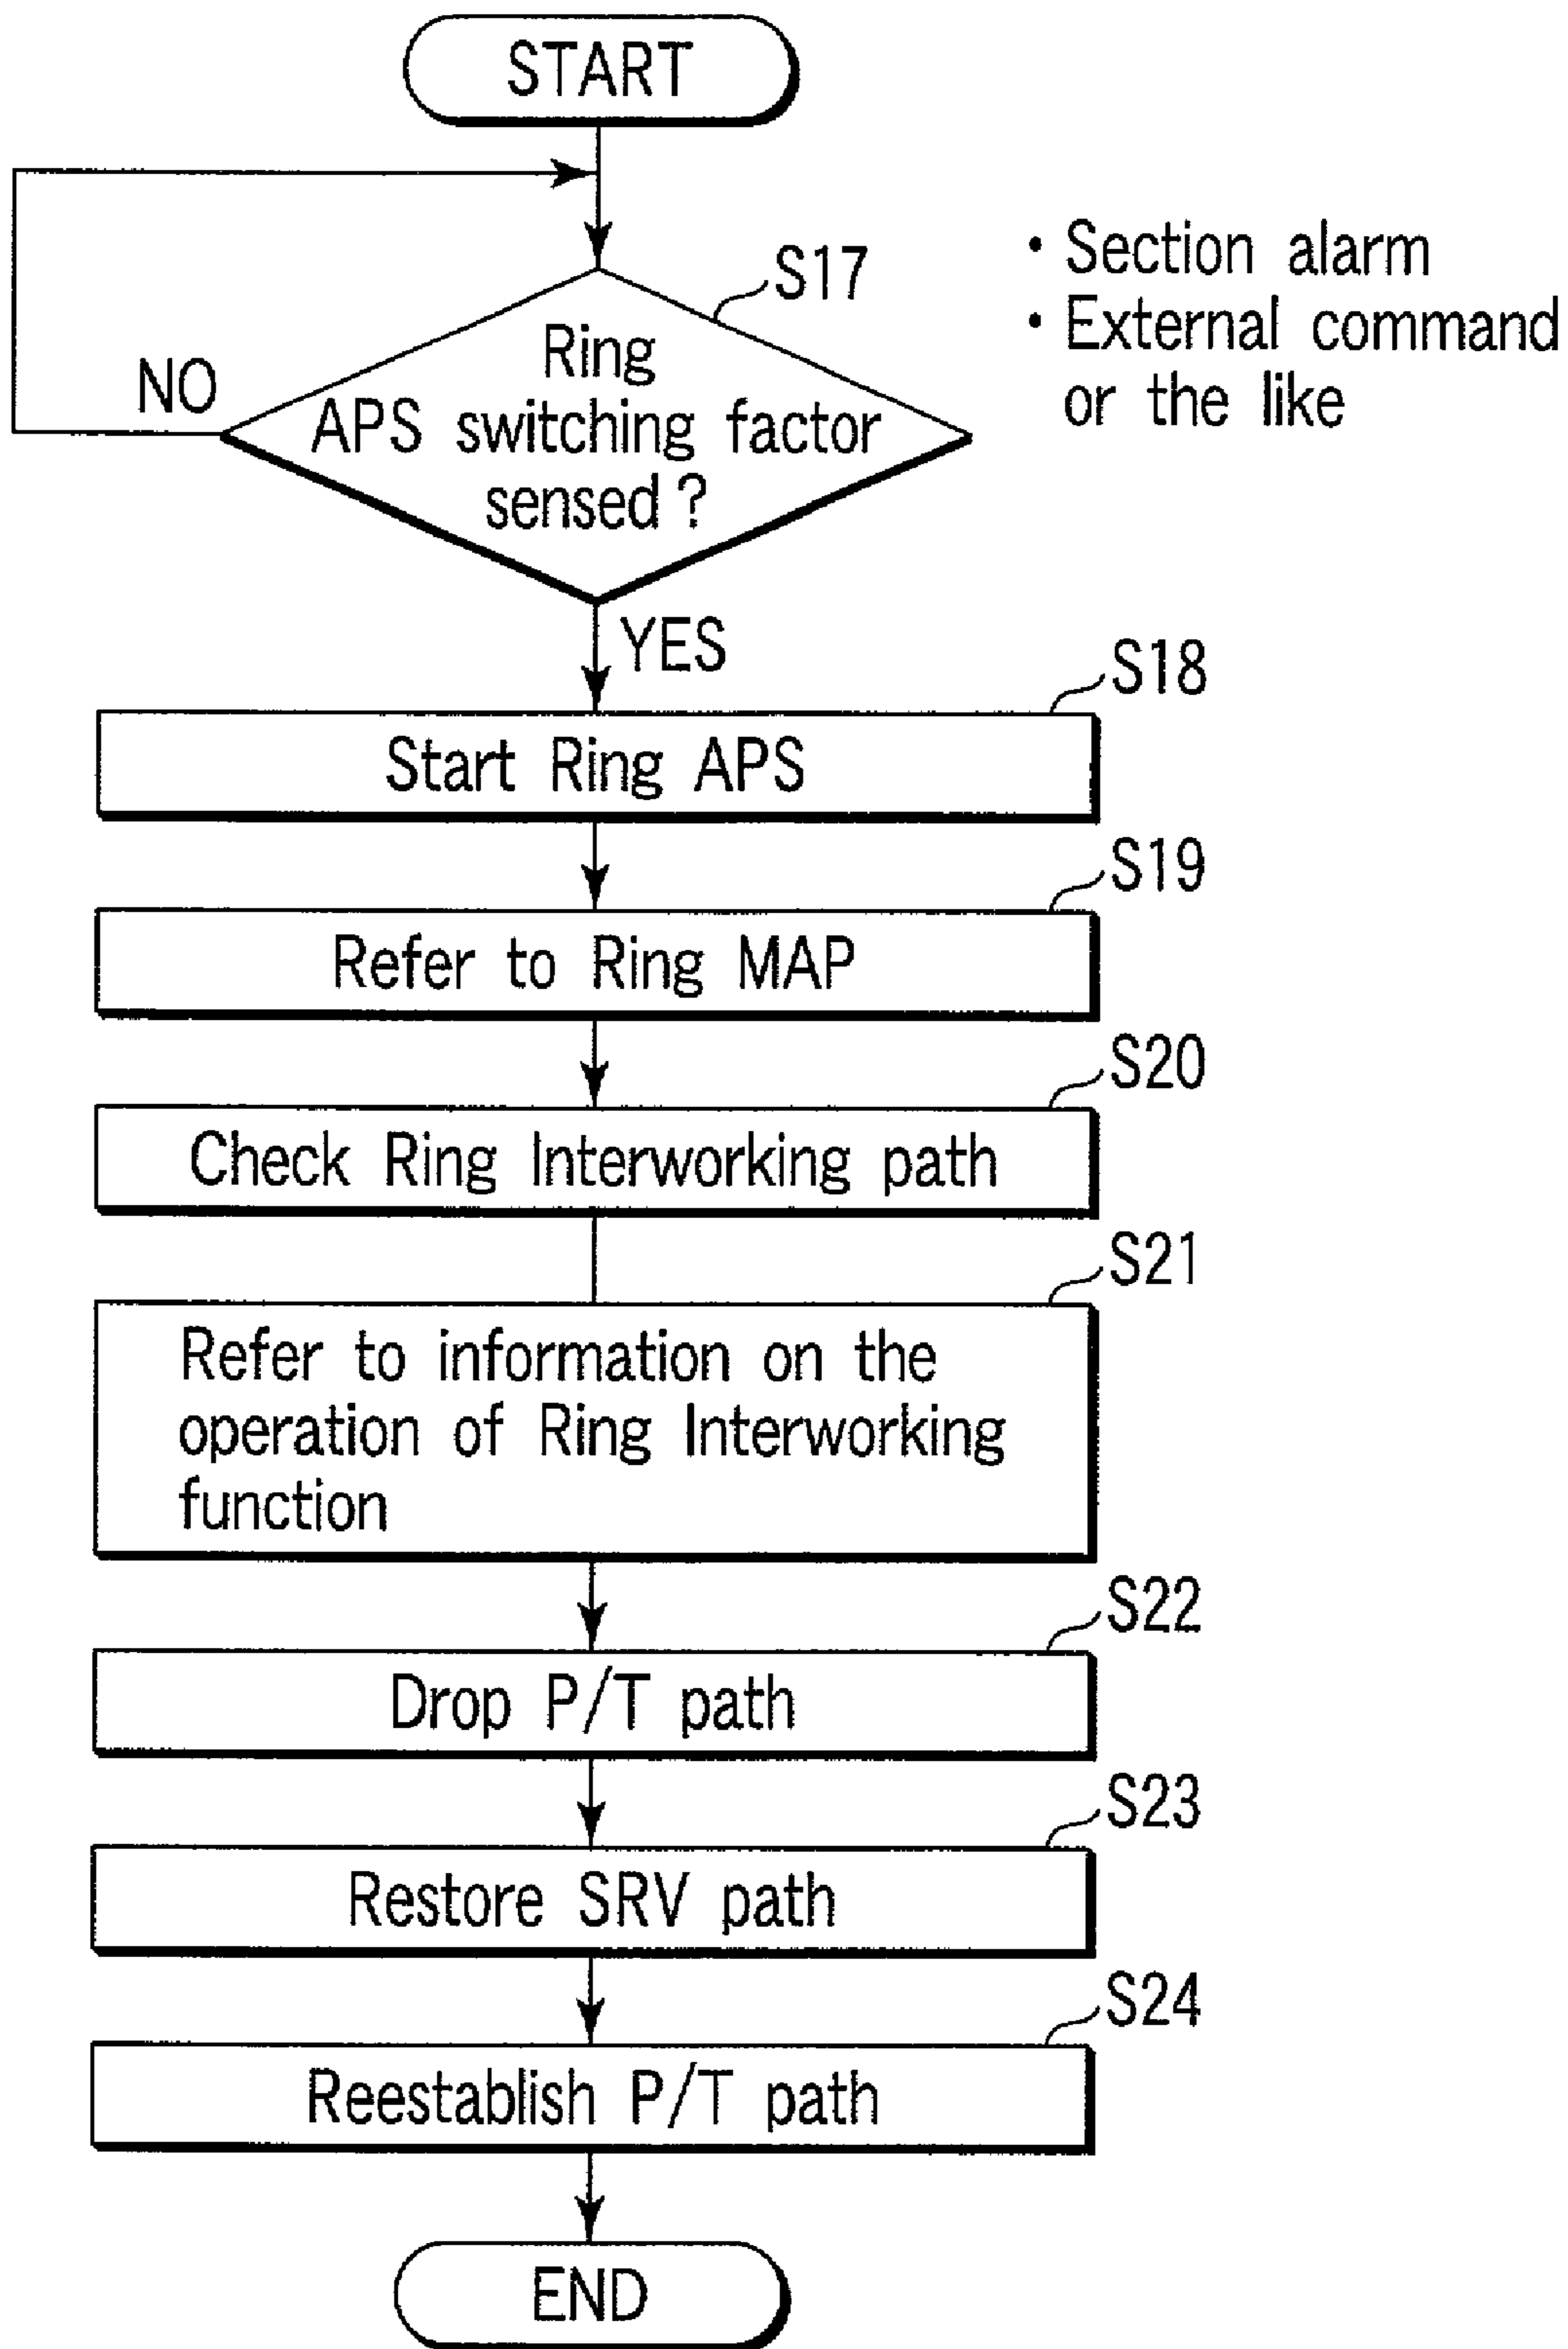 START
S17
• Section alarm
• External command
or the like
NO
Ring
APS switching factor
sensed ?
YES
S18
Start Ring APS
S19
Refer to Ring MAP
S20
Check Ring Interworking path
S21
Refer to information on the
operation of Ring Interworking
function
S22
Drop P/T path
S23
Restore SRV path
S24
Reestablish P/T path
END